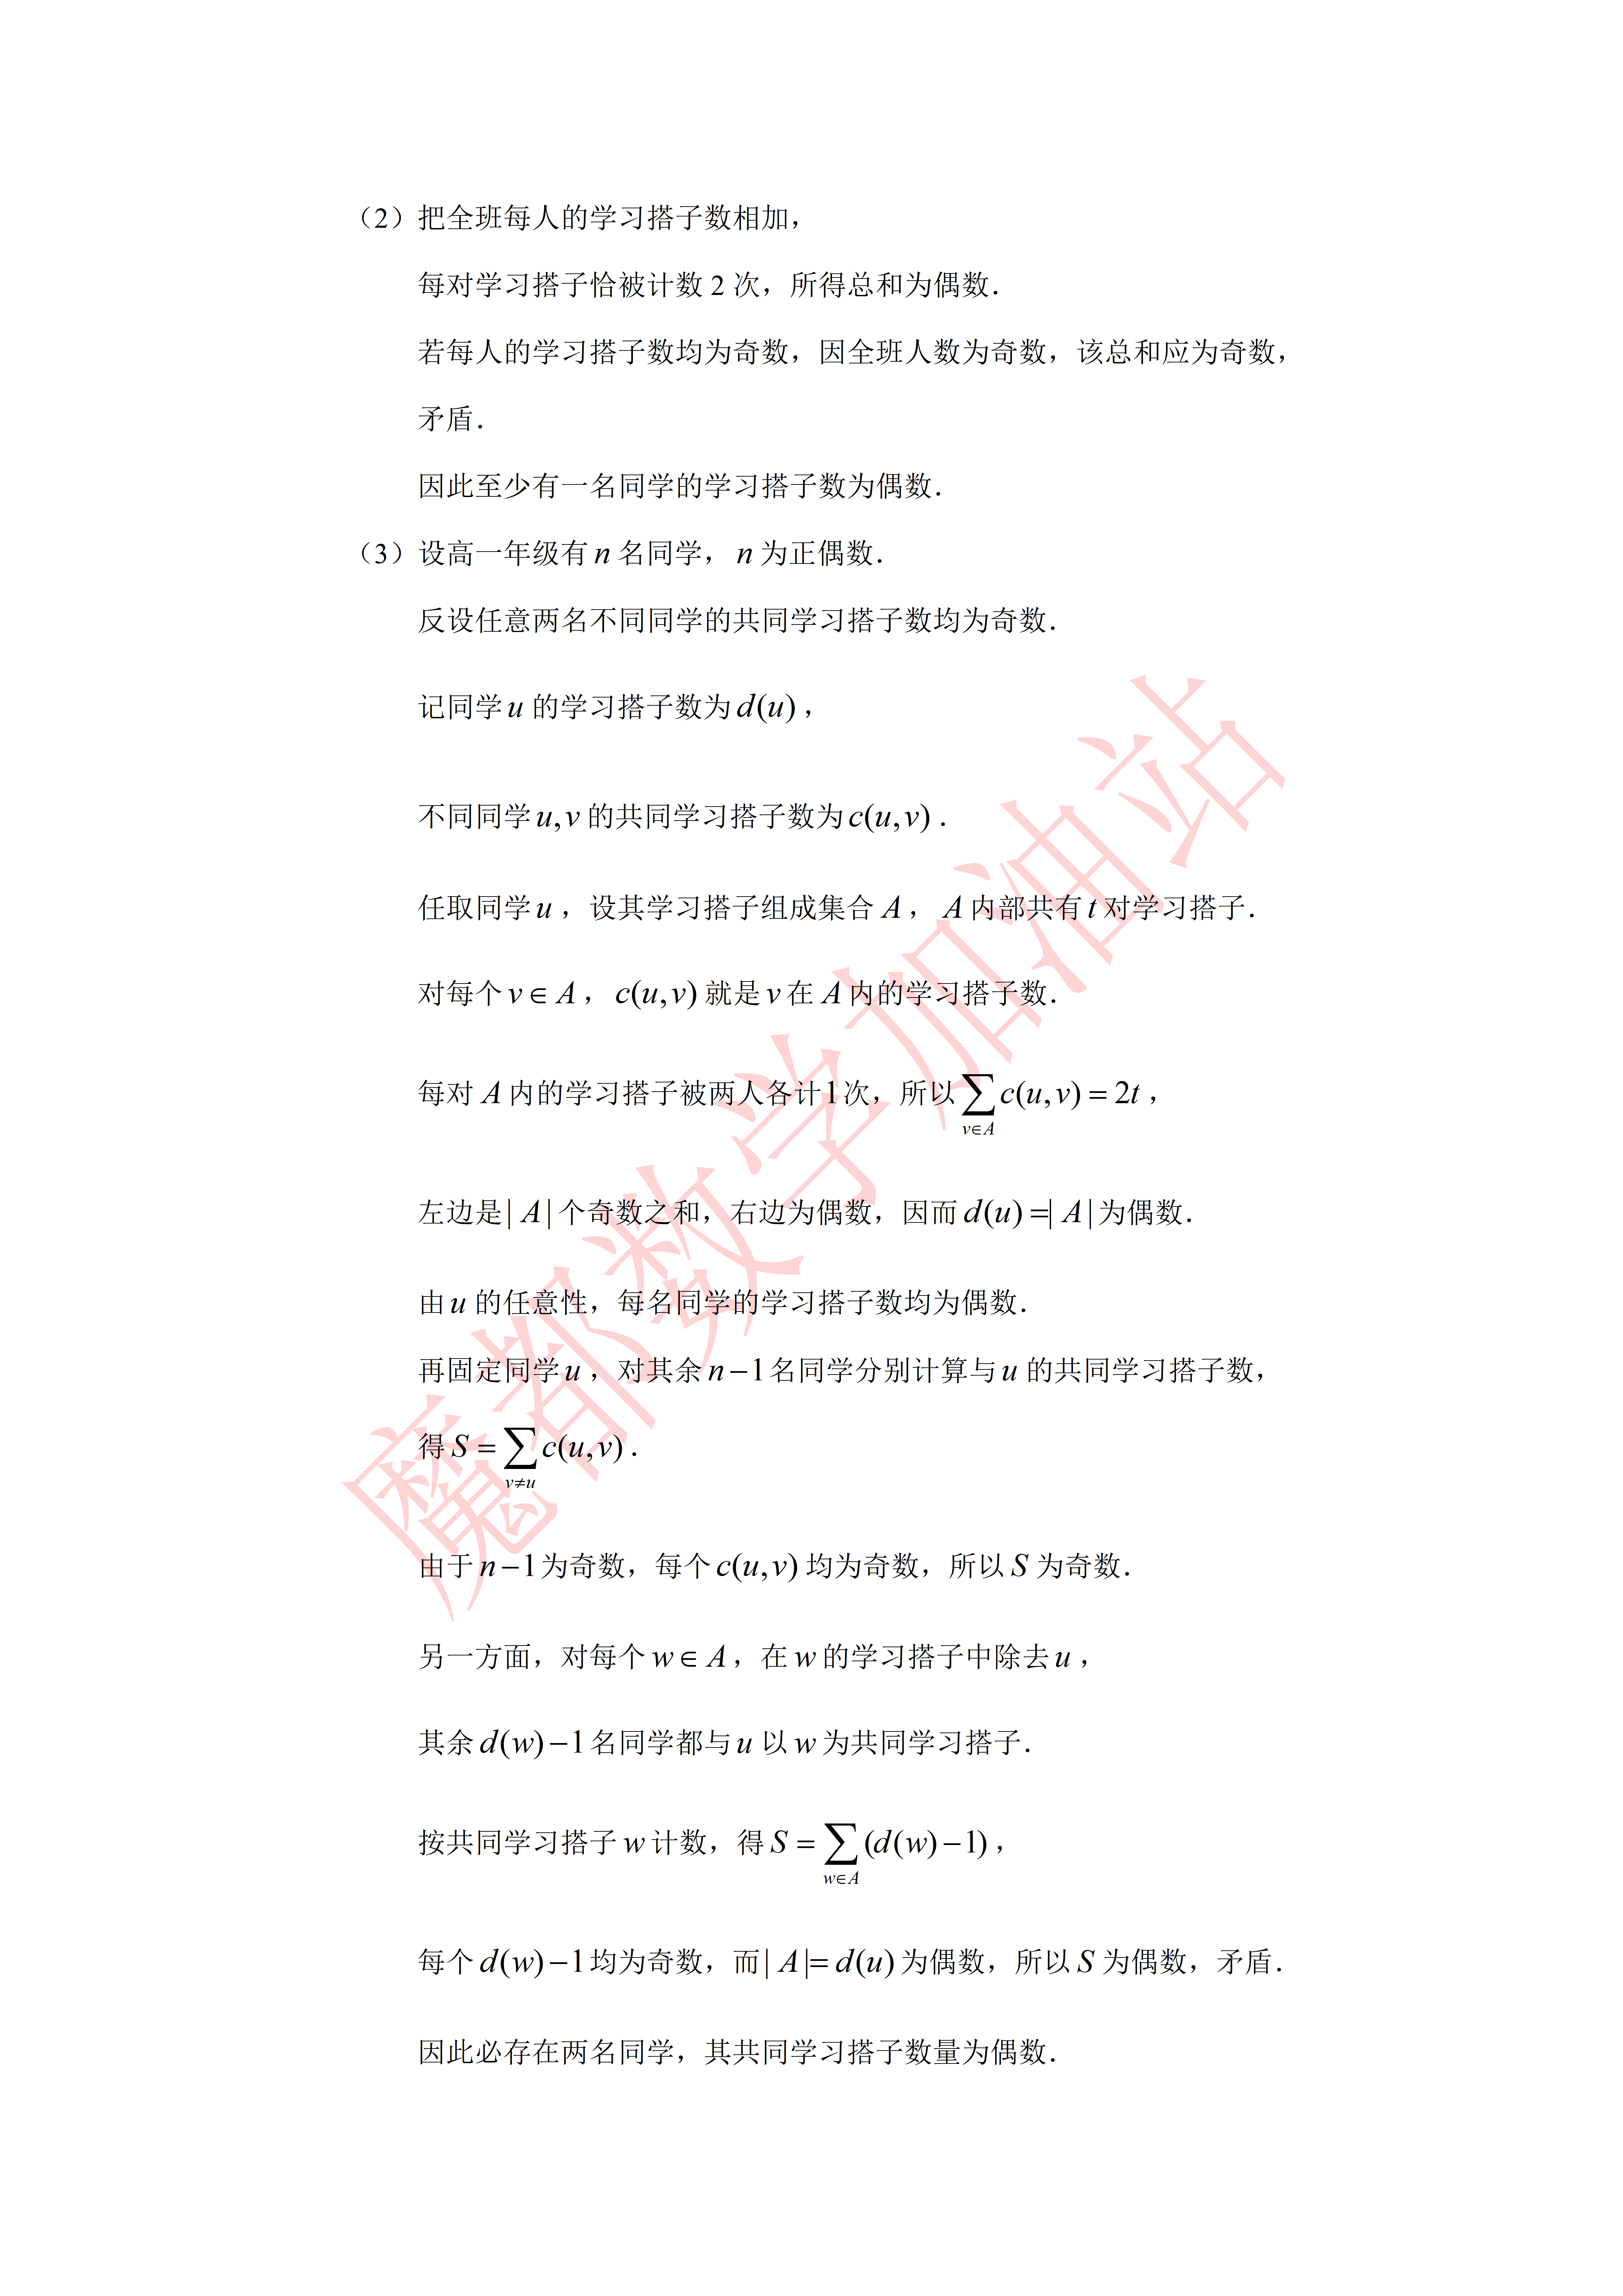 （2）把全班每人的学习搭子数相加，
每对学习搭子恰被计数 2 次，所得总和为偶数．
若每人的学习搭子数均为奇数，因全班人数为奇数，该总和应为奇数，
矛盾．
因此至少有一名同学的学习搭子数为偶数．
（3）设高一年级有 n 名同学，n 为正偶数．
反设任意两名不同同学的共同学习搭子数均为奇数．
记同学 u 的学习搭子数为 d(u)，
不同同学 u,v 的共同学习搭子数为 c(u,v)．
任取同学 u，设其学习搭子组成集合 A，A 内部共有 t 对学习搭子．
对每个 v∈A，c(u,v) 就是 v 在 A 内的学习搭子数．
每对 A 内的学习搭子被两人各计 1 次，所以 ∑_{v∈A} c(u,v) = 2t，
左边是 | A | 个奇数之和，右边为偶数，因而 d(u) =| A | 为偶数．
由 u 的任意性，每名同学的学习搭子数均为偶数．
再固定同学 u，对其余 n−1 名同学分别计算与 u 的共同学习搭子数，
得 S = ∑_{v≠u} c(u,v)．
由于 n−1 为奇数，每个 c(u,v) 均为奇数，所以 S 为奇数．
另一方面，对每个 w∈A，在 w 的学习搭子中除去 u，
其余 d(w)−1 名同学都与 u 以 w 为共同学习搭子．
按共同学习搭子 w 计数，得 S = ∑_{w∈A} (d(w)−1)，
每个 d(w)−1 均为奇数，而 | A |= d(u) 为偶数，所以 S 为偶数，矛盾．
因此必存在两名同学，其共同学习搭子数量为偶数．
魔都数学加油站